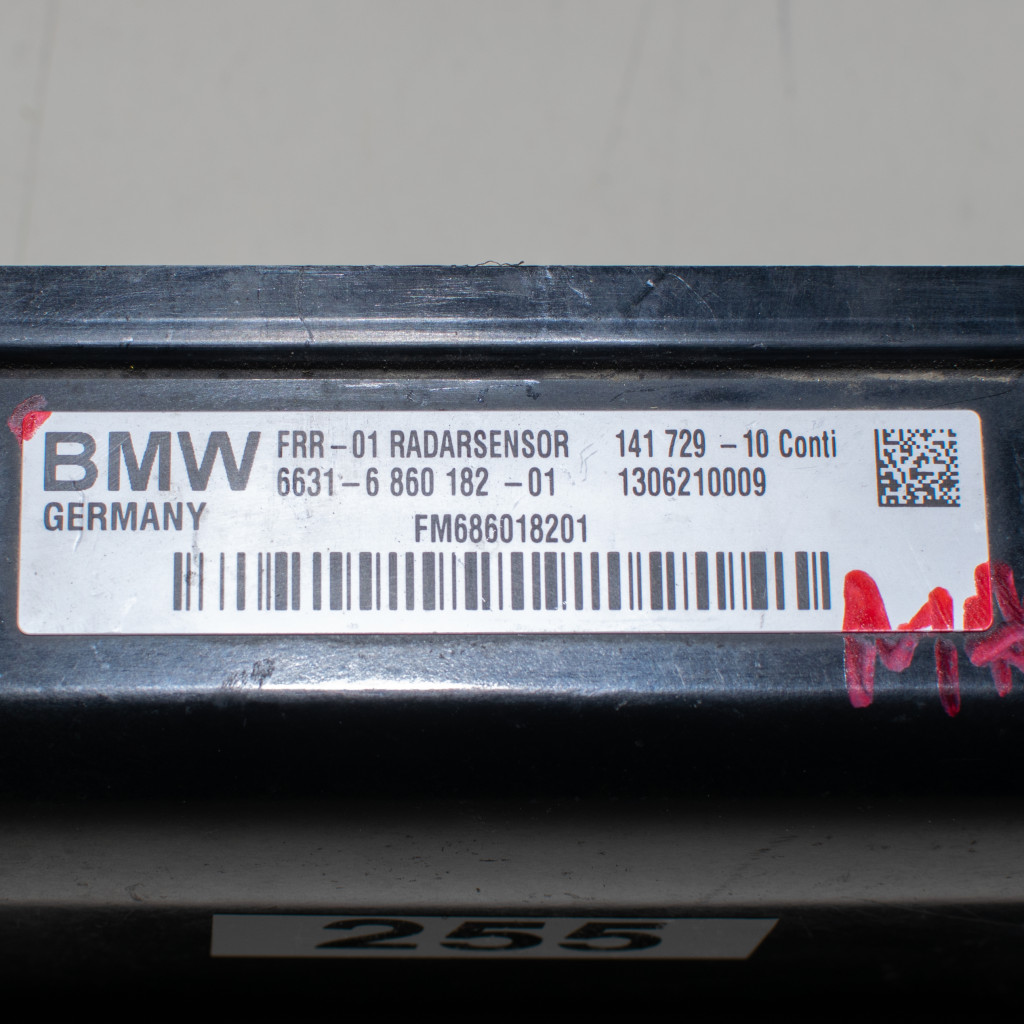 BMW FRR-01 RADARSENSOR 141 729 -10 Conti
6631-6 860 182 -01 1306210009
GERMANY FM686018201
255